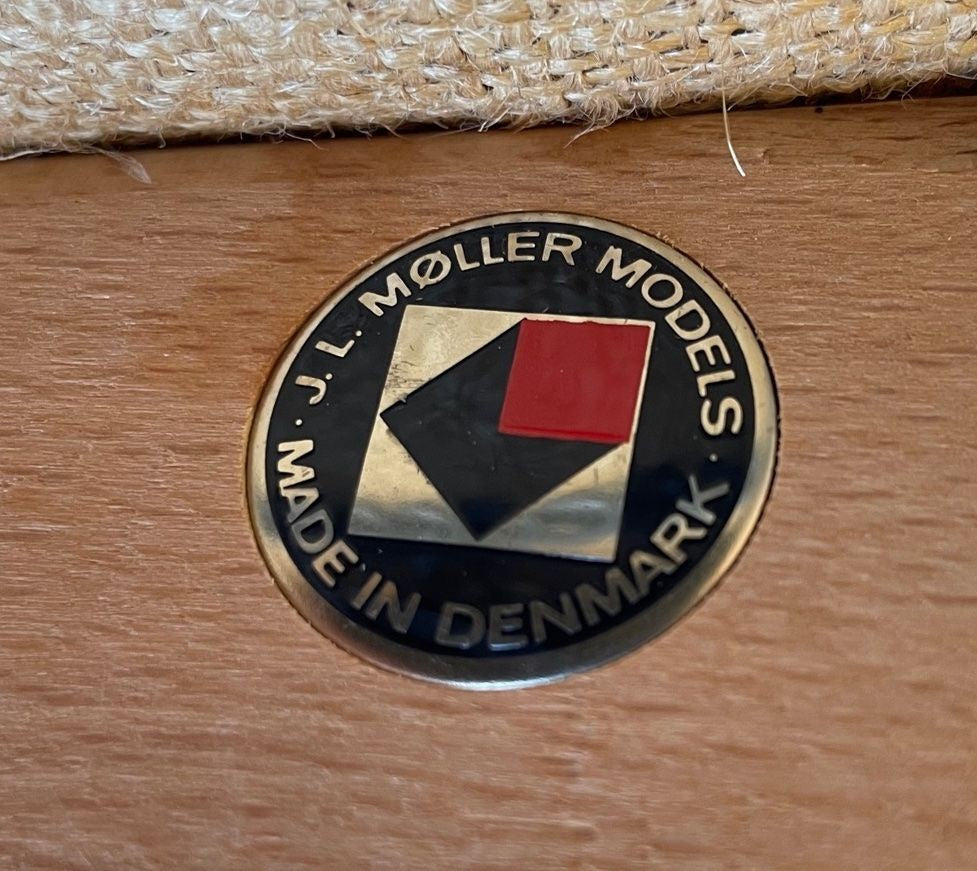 · J. L. MØLLER MODELS ·
MADE IN DENMARK